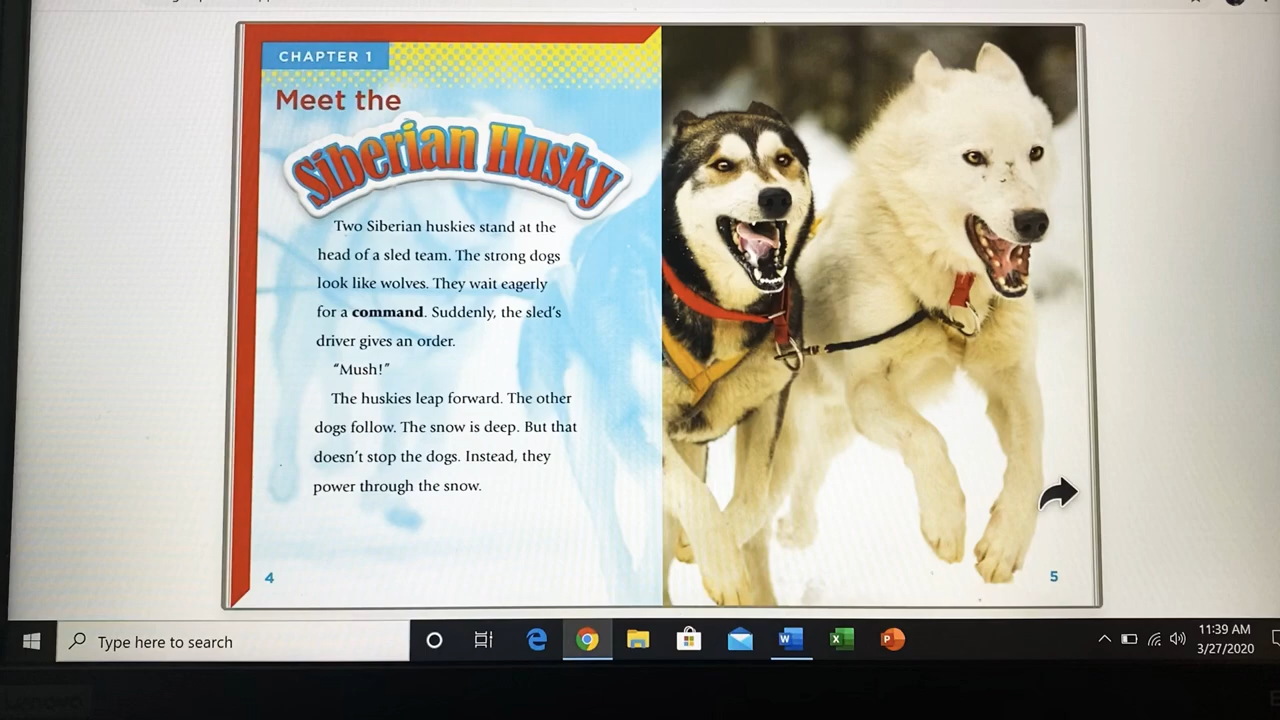 CHAPTER 1
Meet the
Siberian Husky
Two Siberian huskies stand at the
head of a sled team. The strong dogs
look like wolves. They wait eagerly
for a command. Suddenly, the sled’s
driver gives an order.
“Mush!”
The huskies leap forward. The other
dogs follow. The snow is deep. But that
doesn’t stop the dogs. Instead, they
power through the snow.
4
5
Type here to search
11:39 AM
3/27/2020
Lenovo